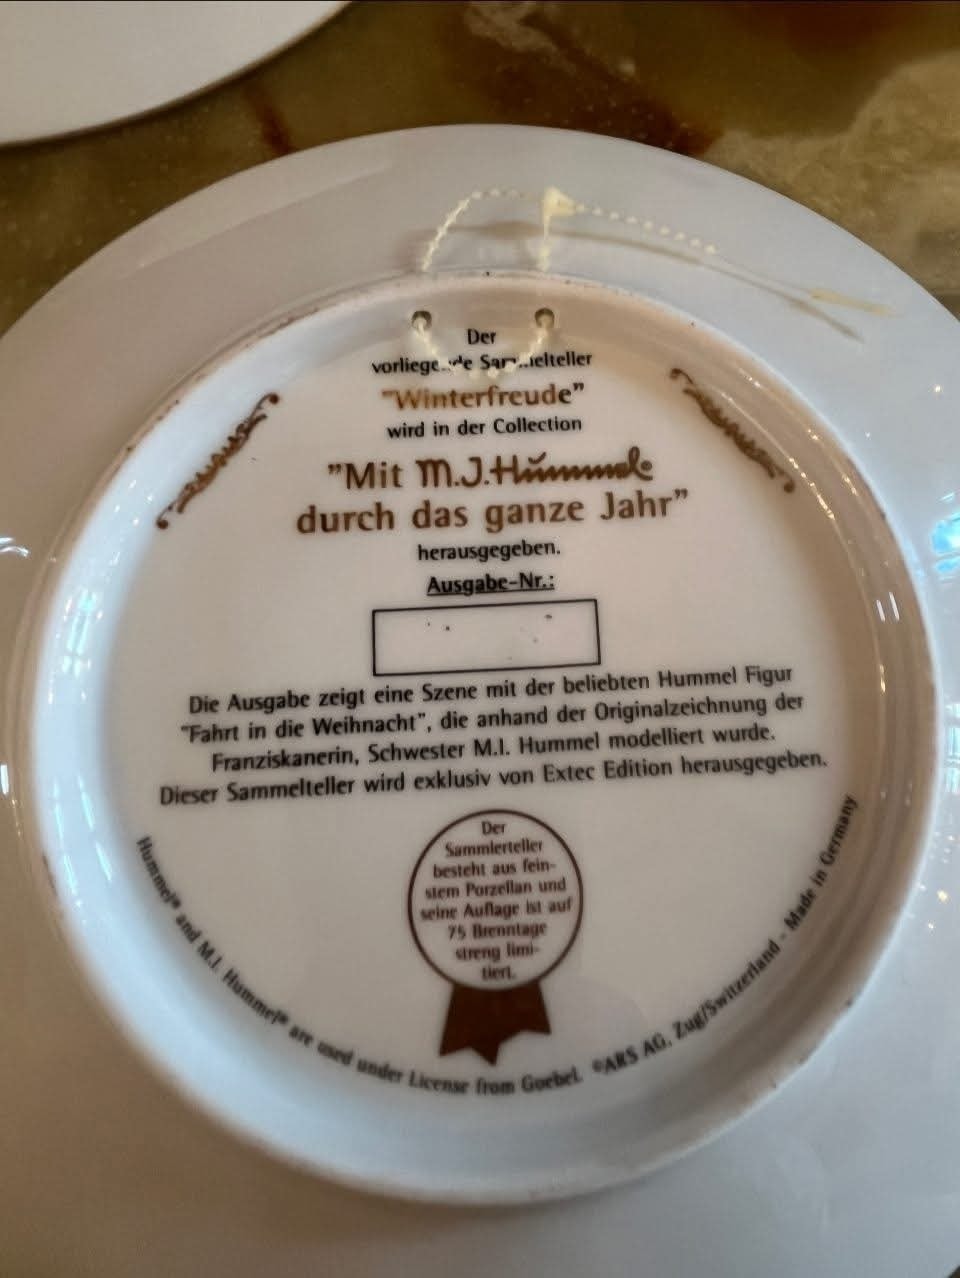 Der
vorliegende Sammelteller
"Winterfreude"
wird in der Collection
"Mit M.J. Hummel
durch das ganze Jahr"
herausgegeben.
Ausgabe-Nr.:
Die Ausgabe zeigt eine Szene mit der beliebten Hummel Figur
"Fahrt in die Weihnacht", die anhand der Originalzeichnung der
Franziskanerin, Schwester M.I. Hummel modelliert wurde.
Dieser Sammelteller wird exklusiv von Extec Edition herausgegeben.
Der
Sammlerteller
besteht aus fein-
stem Porzellan und
seine Auflage ist auf
75 Brenntage
streng limi-
tiert.
Hummel® and M.I. Hummel® are used under License from Goebel. ©ARS AG, Zug/Switzerland - Made in Germany